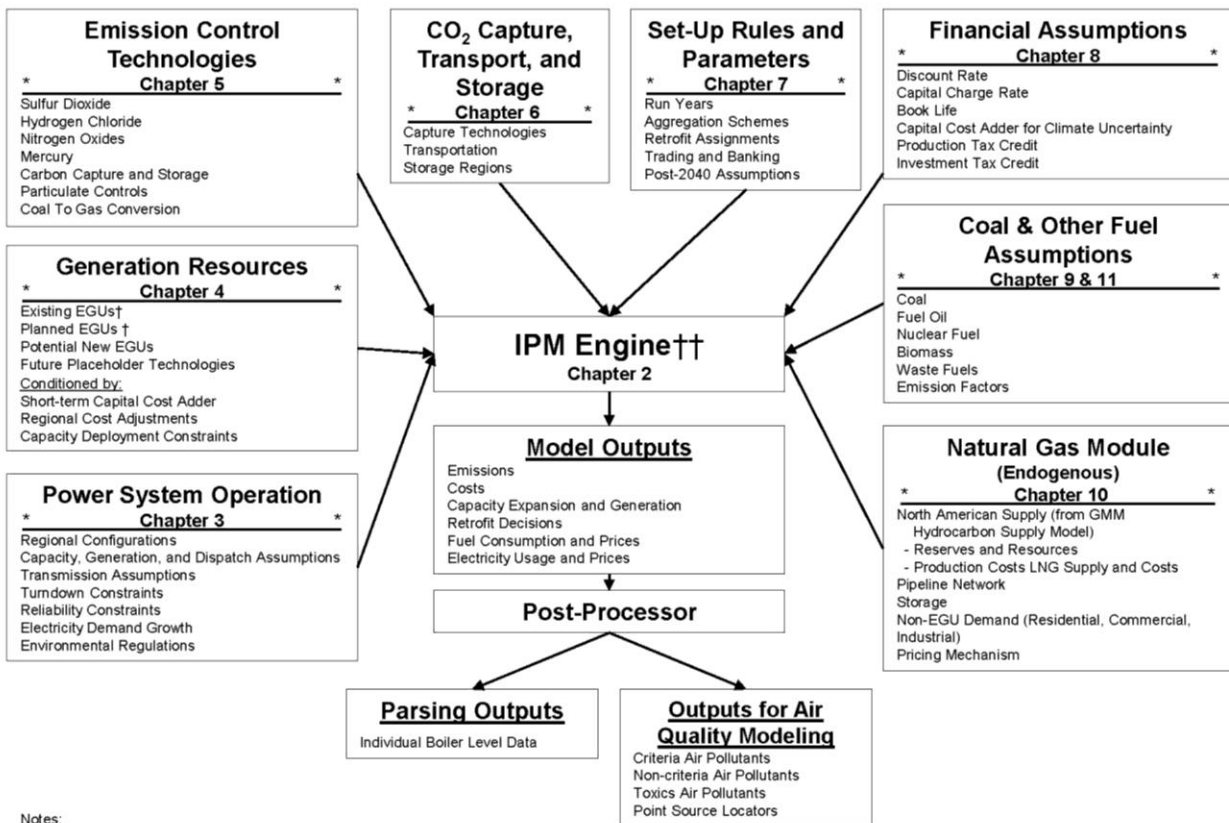 Emission Control
Technologies
* Chapter 5 *
Sulfur Dioxide
Hydrogen Chloride
Nitrogen Oxides
Mercury
Carbon Capture and Storage
Particulate Controls
Coal To Gas Conversion
CO₂ Capture,
Transport, and
Storage
* Chapter 6 *
Capture Technologies
Transportation
Storage Regions
Set-Up Rules and
Parameters
* Chapter 7 *
Run Years
Aggregation Schemes
Retrofit Assignments
Trading and Banking
Post-2040 Assumptions
Financial Assumptions
* Chapter 8 *
Discount Rate
Capital Charge Rate
Book Life
Capital Cost Adder for Climate Uncertainty
Production Tax Credit
Investment Tax Credit
Generation Resources
* Chapter 4 *
Existing EGUs†
Planned EGUs †
Potential New EGUs
Future Placeholder Technologies
Conditioned by:
Short-term Capital Cost Adder
Regional Cost Adjustments
Capacity Deployment Constraints
IPM Engine††
Chapter 2
Coal & Other Fuel
Assumptions
* Chapter 9 & 11 *
Coal
Fuel Oil
Nuclear Fuel
Biomass
Waste Fuels
Emission Factors
Power System Operation
* Chapter 3 *
Regional Configurations
Capacity, Generation, and Dispatch Assumptions
Transmission Assumptions
Turndown Constraints
Reliability Constraints
Electricity Demand Growth
Environmental Regulations
Model Outputs
Emissions
Costs
Capacity Expansion and Generation
Retrofit Decisions
Fuel Consumption and Prices
Electricity Usage and Prices
Natural Gas Module
(Endogenous)
* Chapter 10 *
North American Supply (from GMM
Hydrocarbon Supply Model)
- Reserves and Resources
- Production Costs LNG Supply and Costs
Pipeline Network
Storage
Non-EGU Demand (Residential, Commercial,
Industrial)
Pricing Mechanism
Post-Processor
Parsing Outputs
Individual Boiler Level Data
Outputs for Air
Quality Modeling
Criteria Air Pollutants
Non-criteria Air Pollutants
Toxics Air Pollutants
Point Source Locators
Notes: